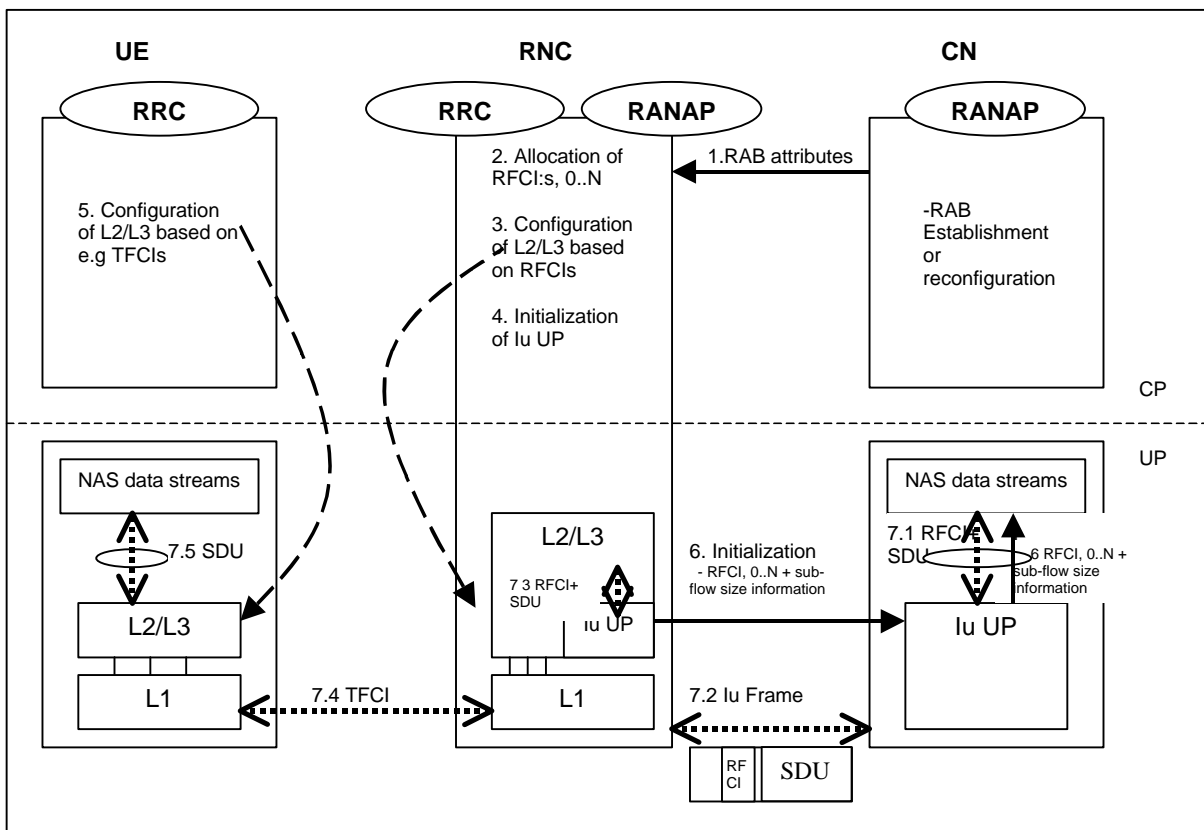 UE
RNC
CN
RRC
RRC
RANAP
RANAP
1.RAB attributes
2. Allocation of
RFCI:s, 0..N
3. Configuration
of L2/L3 based
on RFCIs
4. Initialization
of Iu UP
5. Configuration
of L2/L3 based on
e.g TFCIs
-RAB
Establishment
or
reconfiguration
CP
UP
NAS data streams
7.5 SDU
L2/L3
L1
7.4 TFCI
L2/L3
7 3 RFCI+
SDU
Iu UP
L1
6. Initialization
- RFCI, 0..N + sub-
flow size information
7.2 Iu Frame
RF
CI
SDU
NAS data streams
7.1 RFCI+
SDU
6 RFCI, 0..N +
sub-flow size
information
Iu UP